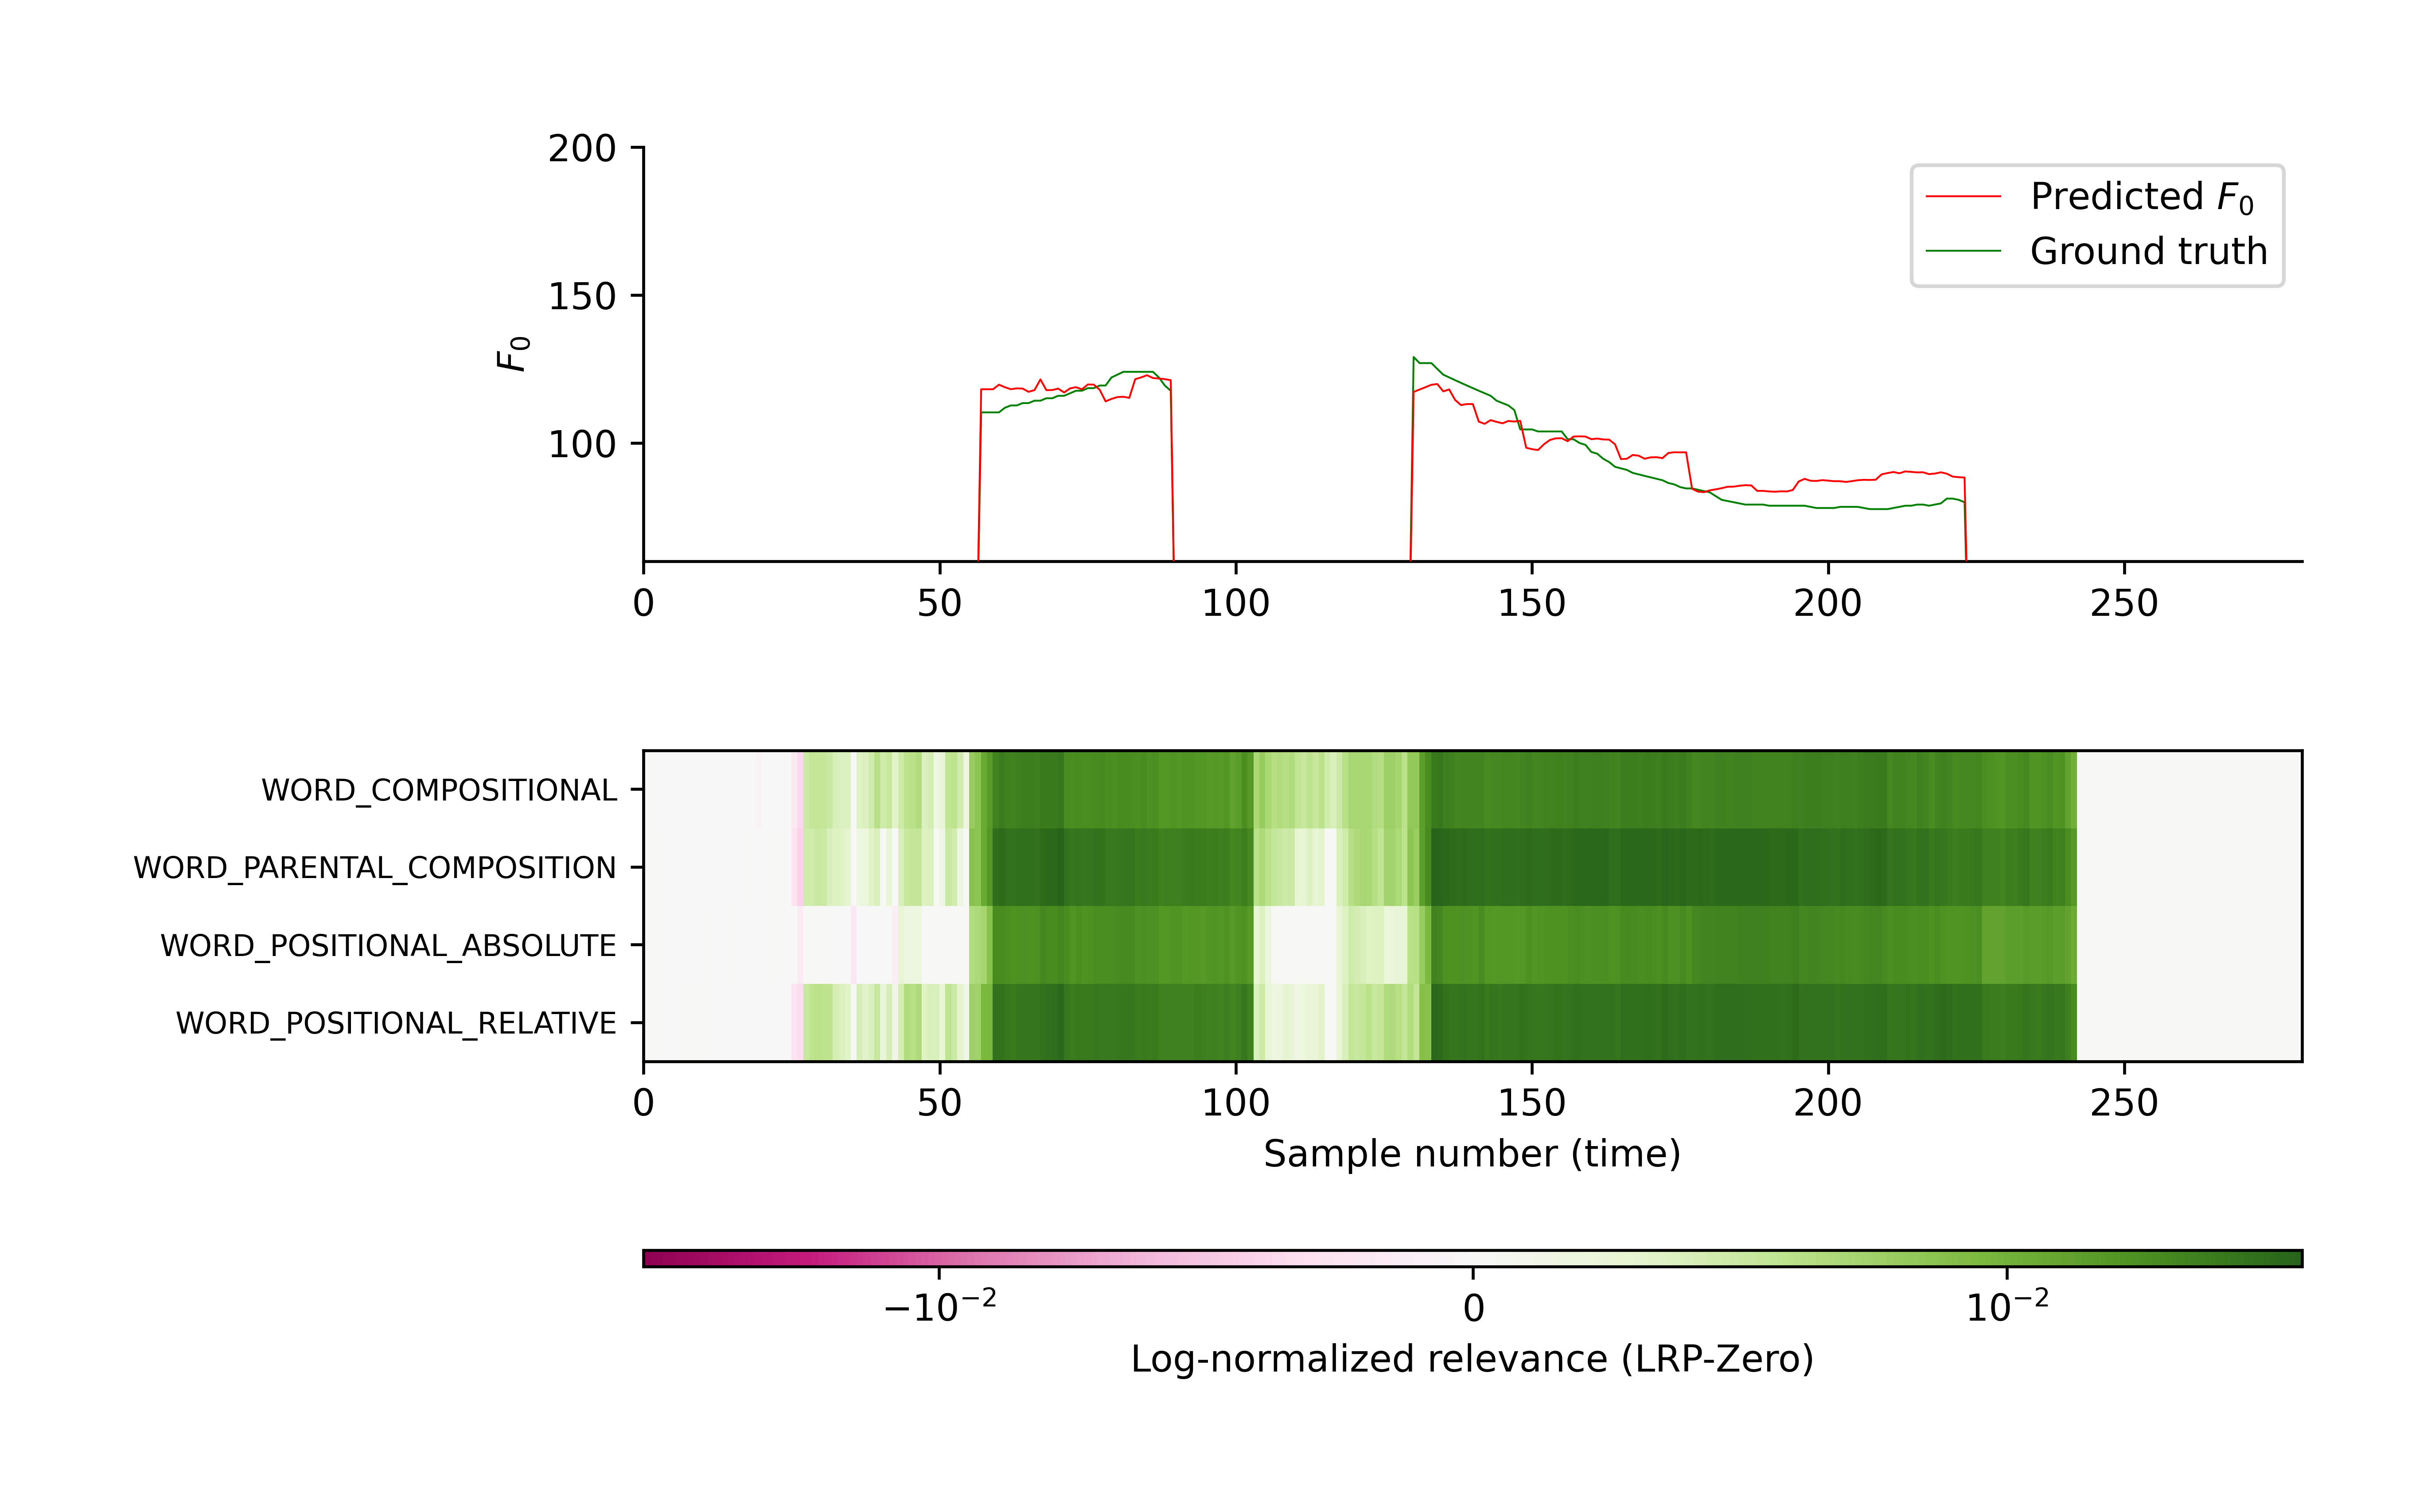 200
150
100
F₀
Predicted F₀
Ground truth
0 50 100 150 200 250
WORD_COMPOSITIONAL
WORD_PARENTAL_COMPOSITION
WORD_POSITIONAL_ABSOLUTE
WORD_POSITIONAL_RELATIVE
0 50 100 150 200 250
Sample number (time)
−10⁻² 0 10⁻²
Log-normalized relevance (LRP-Zero)